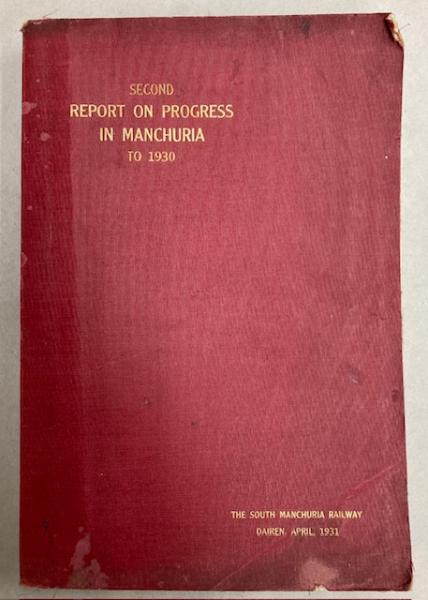 SECOND
REPORT ON PROGRESS
IN MANCHURIA
TO 1930
THE SOUTH MANCHURIA RAILWAY
DAIREN, APRIL, 1931